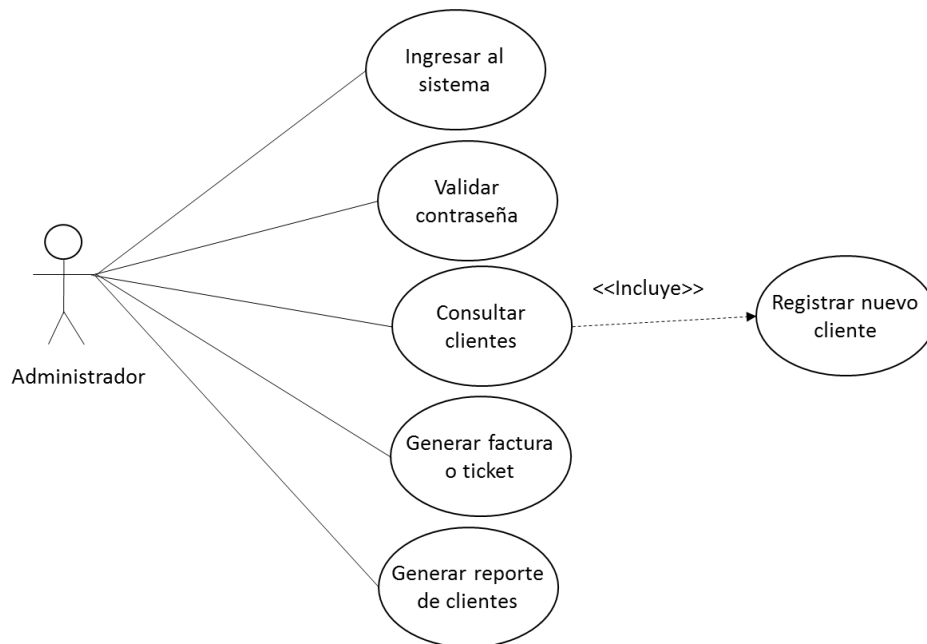 Ingresar al
sistema
Validar
contraseña
Administrador
Consultar
clientes
<<Incluye>>
Registrar nuevo
cliente
Generar factura
o ticket
Generar reporte
de clientes